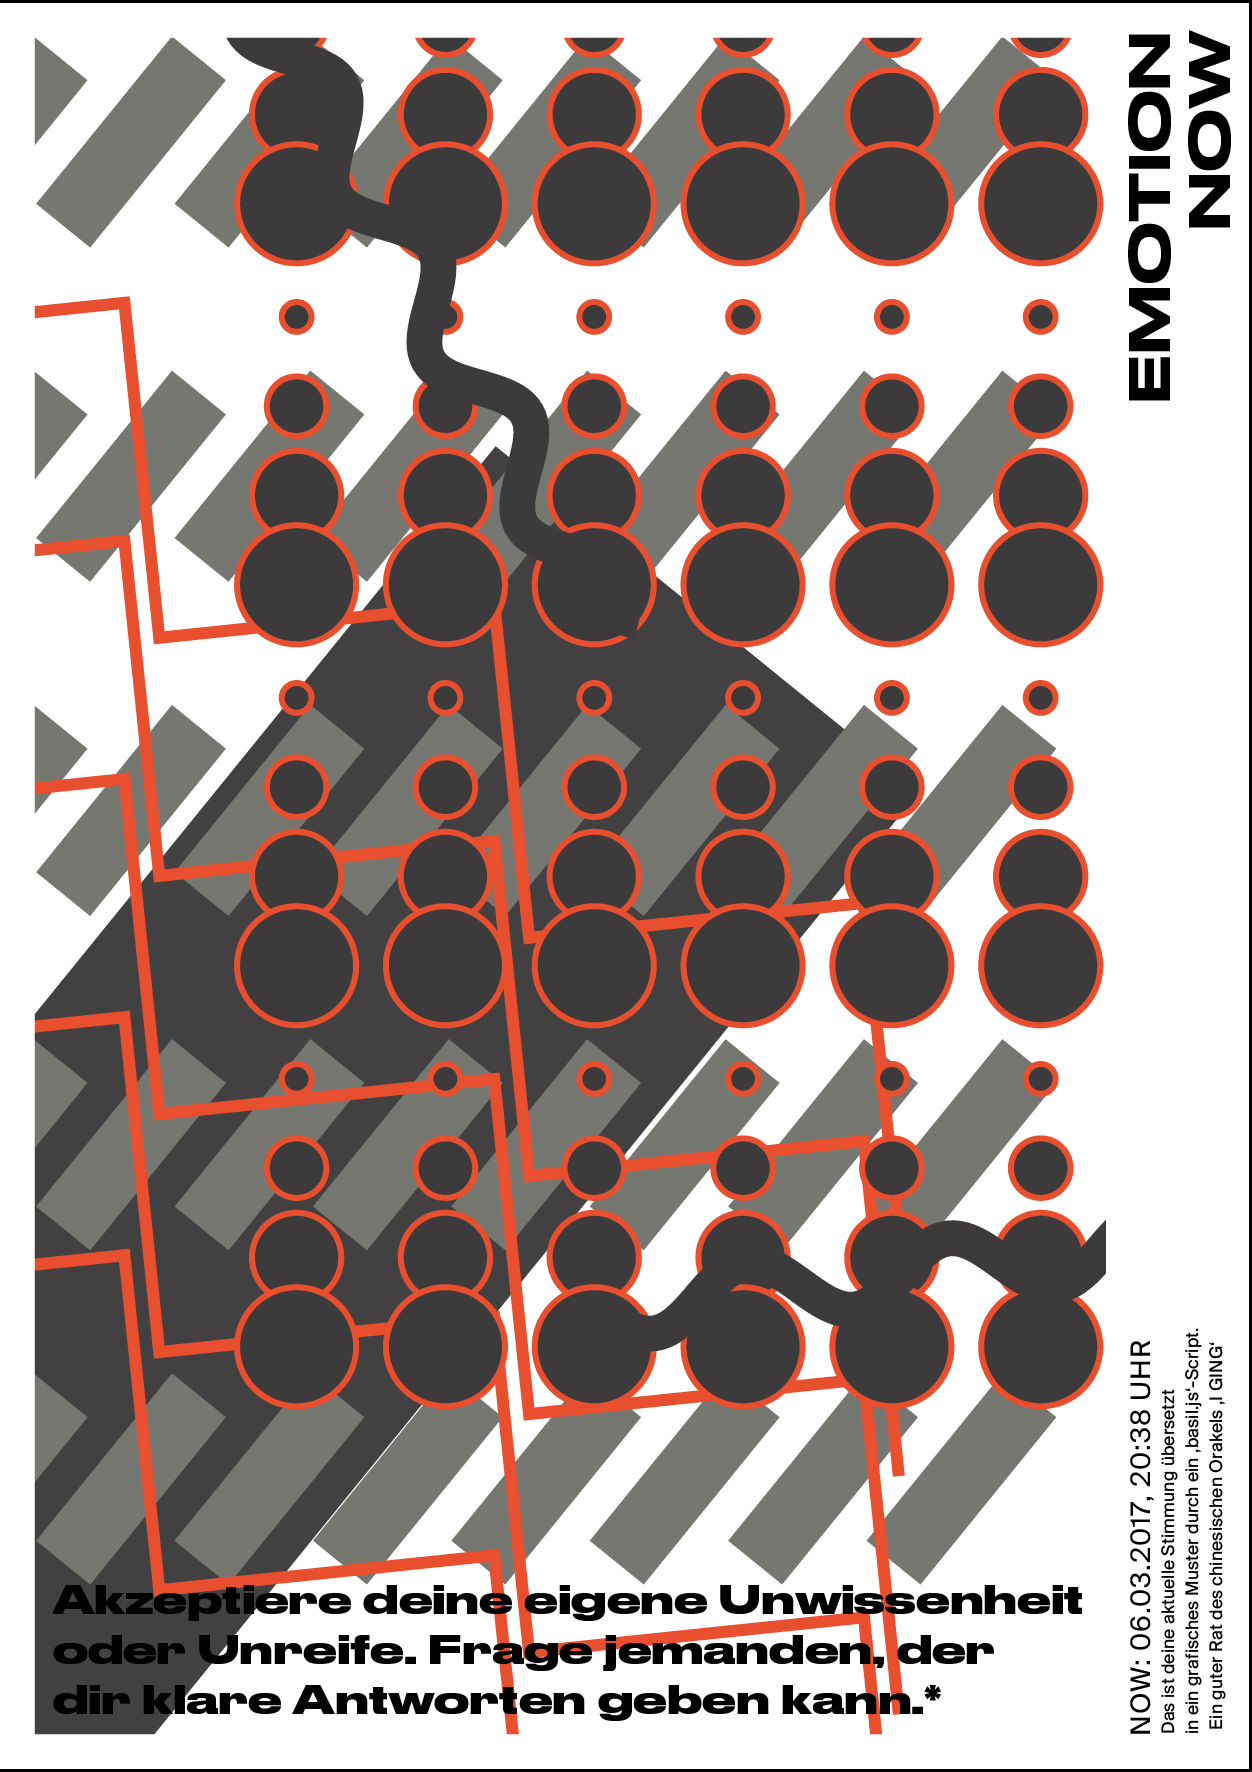 EMOTION
NOW
NOW: 06.03.2017, 20:38 UHR
Das ist deine aktuelle Stimmung übersetzt
in ein grafisches Muster durch ein ‚basil.js‘-Script.
Ein guter Rat des chinesischen Orakels ‚I GING‘
Akzeptiere deine eigene Unwissenheit
oder Unreife. Frage jemanden, der
dir klare Antworten geben kann.*